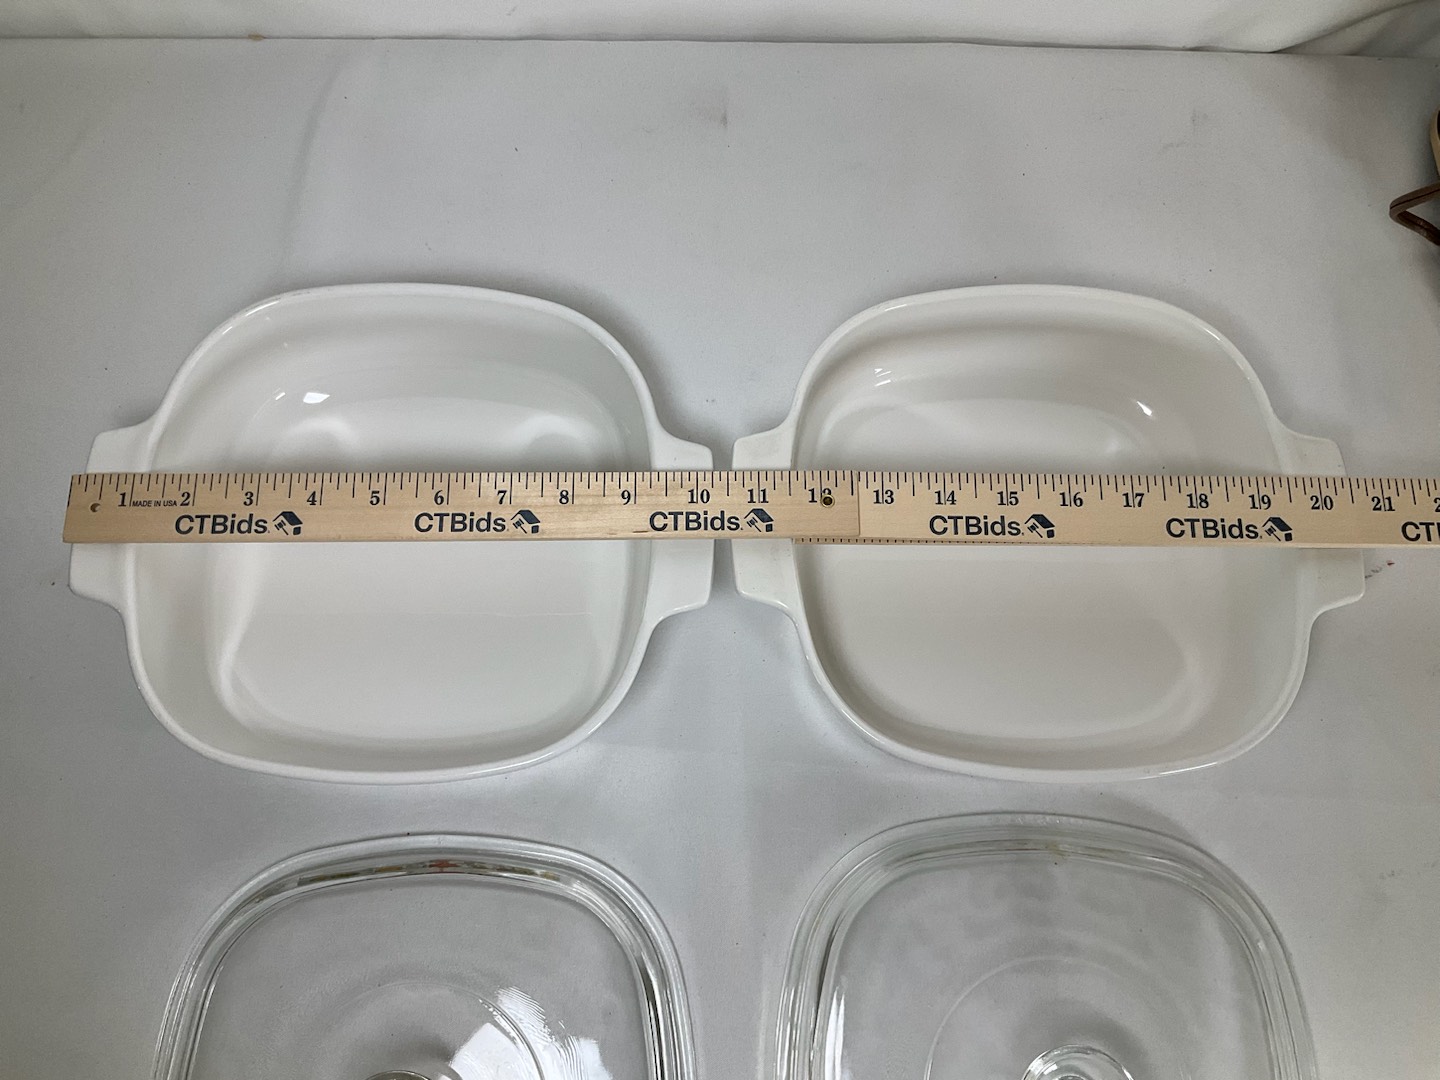 1 2 3 4 5 6 7 8 9 10 11 12 13 14 15 16 17 18 19 20 21
MADE IN USA
CTBids. CTBids. CTBids. CTBids. CTBids. CT